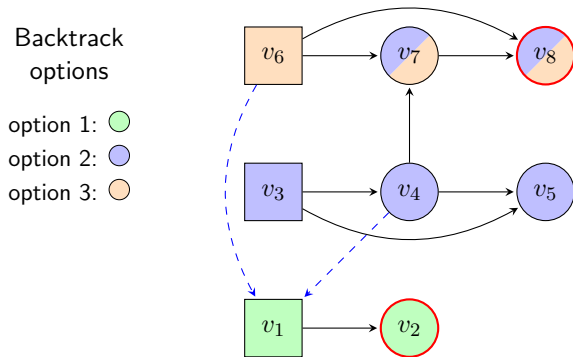 Backtrack
options
option 1:
option 2:
option 3:
v₆ v₇ v₈
v₃ v₄ v₅
v₁ v₂